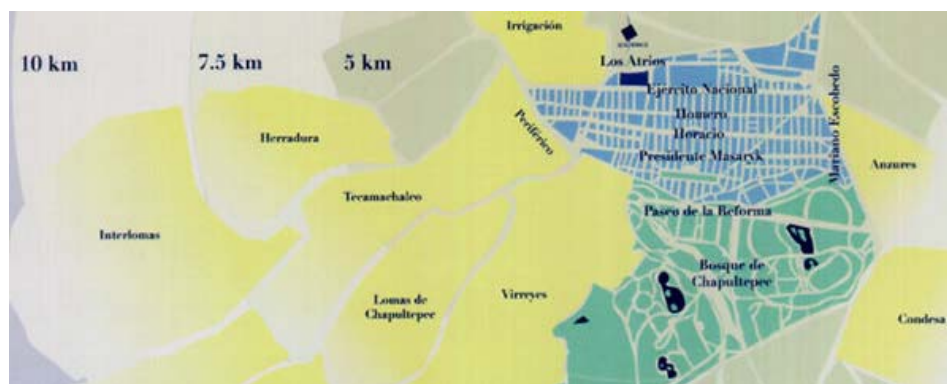 Irrigación
10 km
7.5 km
5 km
Los Atrios
Ejercito Nacional
Homero
Horacio
Presidente Masaryk
Mariano Escobedo
Periférico
Herradura
Anzures
Tecamachalco
Paseo de la Reforma
Interlomas
Bosque de
Chapultepec
Virreyes
Lomas de
Chapultepec
Condesa